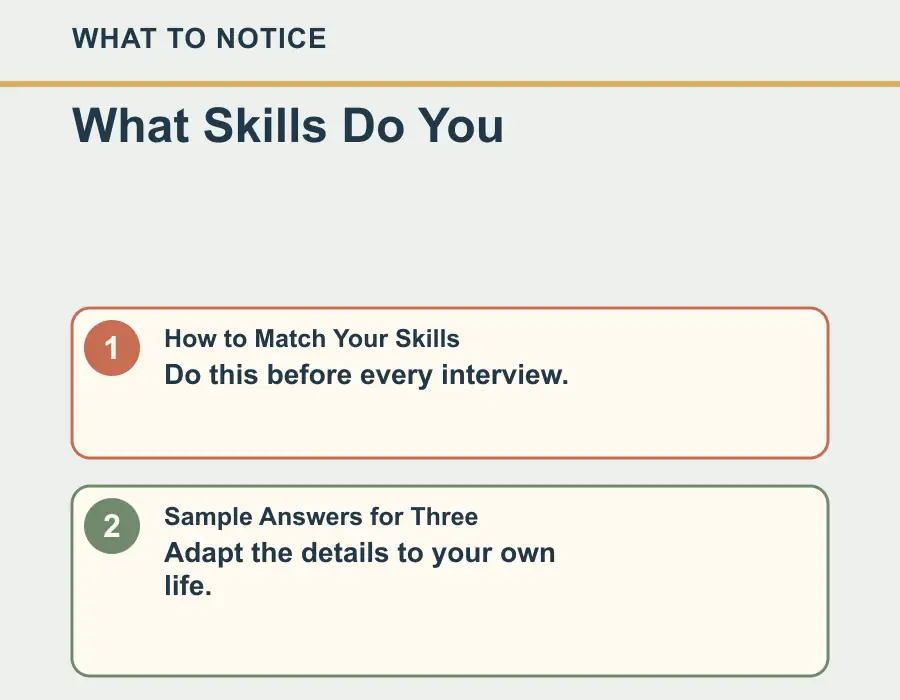 WHAT TO NOTICE
What Skills Do You
1
How to Match Your Skills
Do this before every interview.
2
Sample Answers for Three
Adapt the details to your own
life.